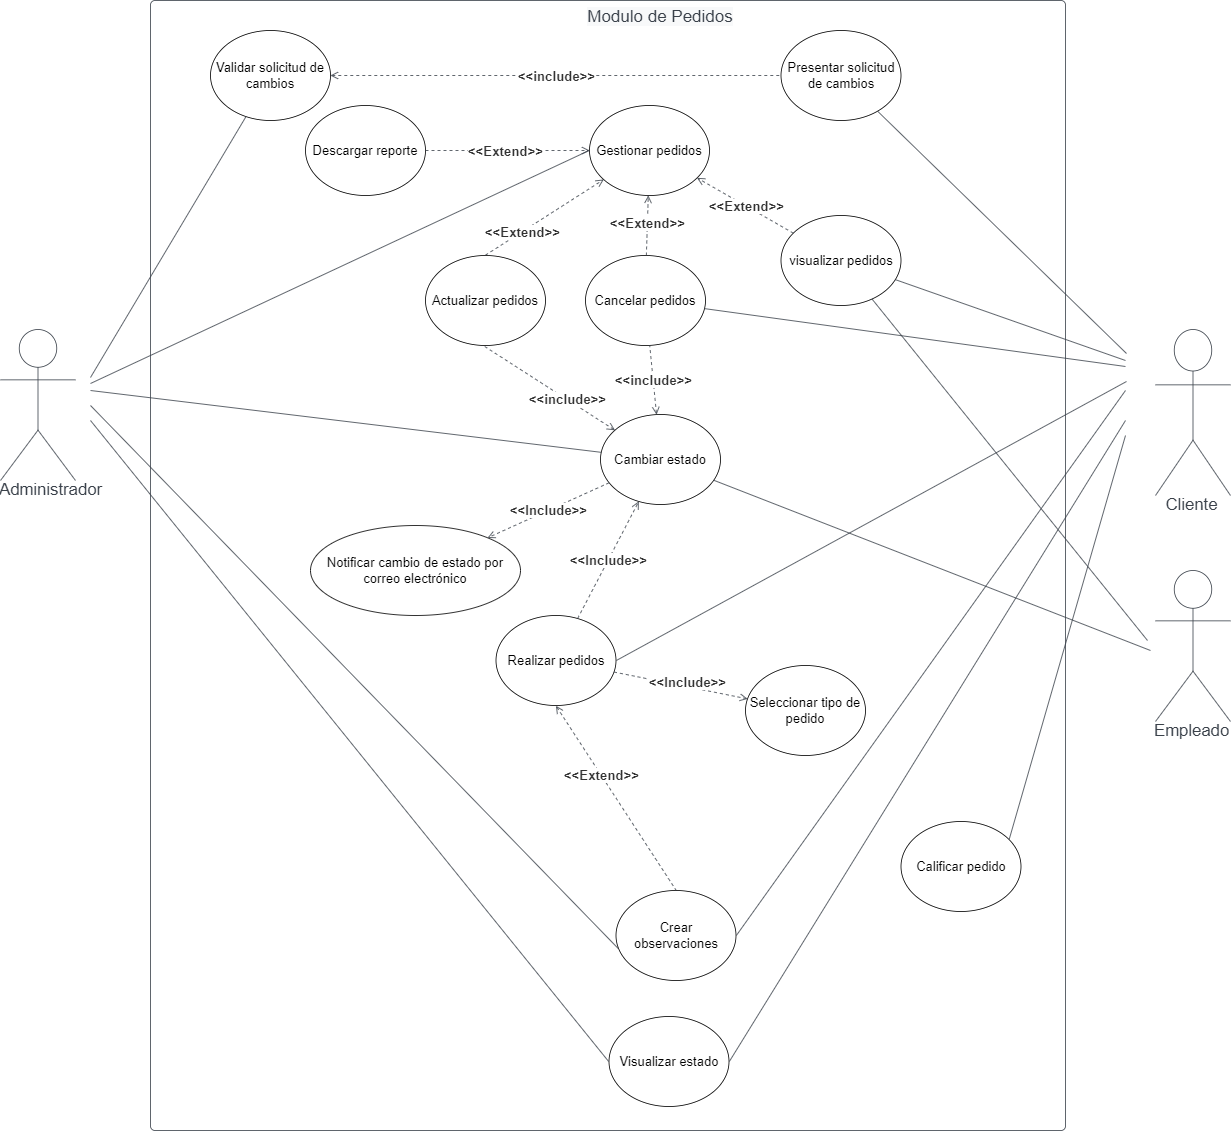 Modulo de Pedidos
Validar solicitud de
cambios
<<include>>
Presentar solicitud
de cambios
Descargar reporte
<<Extend>>
Gestionar pedidos
<<Extend>>
<<Extend>>
<<Extend>>
visualizar pedidos
Actualizar pedidos
Cancelar pedidos
<<include>>
<<include>>
Cambiar estado
Administrador
Cliente
<<Include>>
Notificar cambio de estado por
correo electrónico
<<Include>>
Realizar pedidos
<<Include>>
Seleccionar tipo de
pedido
Empleado
<<Extend>>
Calificar pedido
Crear
observaciones
Visualizar estado